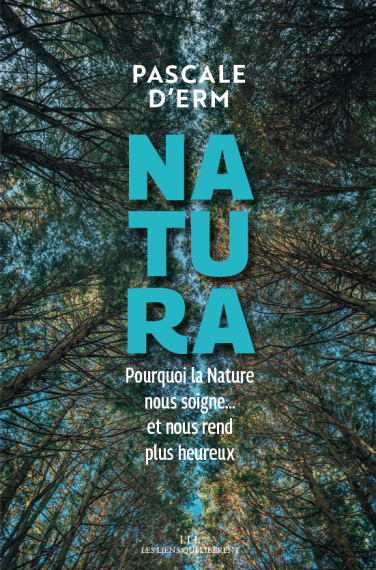 PASCALE
D'ERM
NA
TU
RA
Pourquoi la Nature
nous soigne...
et nous rend
plus heureux
LLL
LES LIENS QUI LIBÈRENT